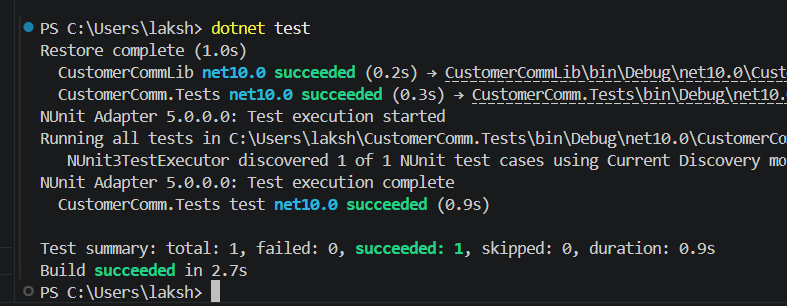 PS C:\Users\laksh> dotnet test
Restore complete (1.0s)
CustomerCommLib net10.0 succeeded (0.2s) → CustomerCommLib\bin\Debug\net10.0\Cust
CustomerComm.Tests net10.0 succeeded (0.3s) → CustomerComm.Tests\bin\Debug\net10.
NUnit Adapter 5.0.0.0: Test execution started
Running all tests in C:\Users\laksh\CustomerComm.Tests\bin\Debug\net10.0\CustomerCo
NUnit3TestExecutor discovered 1 of 1 NUnit test cases using Current Discovery mo
NUnit Adapter 5.0.0.0: Test execution complete
CustomerComm.Tests test net10.0 succeeded (0.9s)
Test summary: total: 1, failed: 0, succeeded: 1, skipped: 0, duration: 0.9s
Build succeeded in 2.7s
PS C:\Users\laksh>